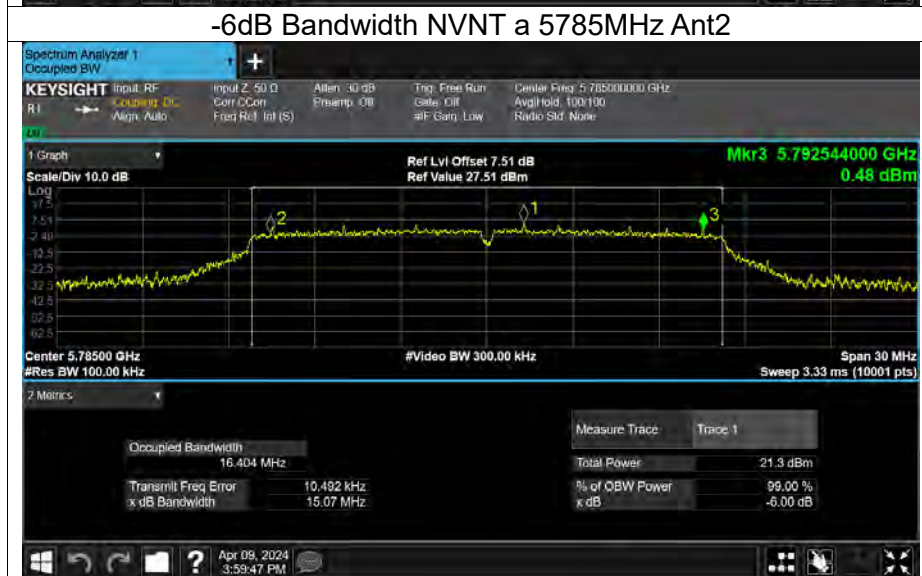 -6dB Bandwidth NVNT a 5785MHz Ant2
Spectrum Analyzer 1
Occupied BW
+
KEYSIGHT Input: RF Input Z: 50 Ω Atten: 30 dB Trig: Free Run Center Freq: 5.785000000 GHz
Coupling: DC Corr CCorr Preamp: Off Gate: Off Avg|Hold: 100/100
Align: Auto Freq Ref: Int (S) #IF Gain: Low Radio Std: None
1 Graph
Ref Lvl Offset 7.51 dB
Mkr3 5.792544000 GHz
Scale/Div 10.0 dB Ref Value 27.51 dBm 0.48 dBm
Log
17.5
7.51
-2.49
-12.5
-22.5
-32.5
-42.5
-52.5
-62.5
2
1
3
Center 5.78500 GHz #Video BW 300.00 kHz Span 30 MHz
#Res BW 100.00 kHz Sweep 3.33 ms (10001 pts)
2 Metrics
Measure Trace Trace 1
Occupied Bandwidth
16.404 MHz Total Power 21.3 dBm
Transmit Freq Error 10.492 kHz % of OBW Power 99.00 %
x dB Bandwidth 15.07 MHz x dB -6.00 dB
? Apr 09, 2024
3:59:47 PM